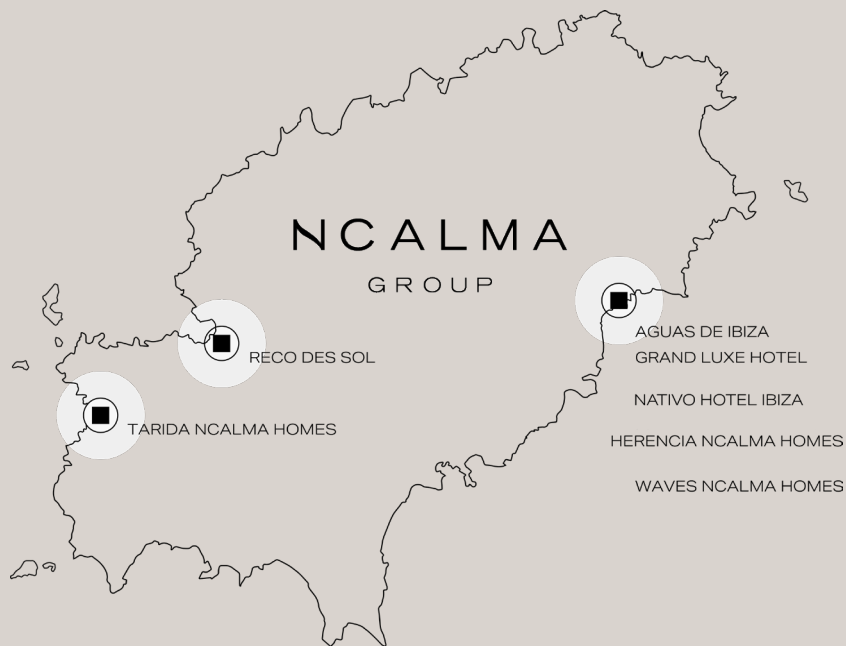 NCALMA
GROUP
RECO DES SOL
TARIDA NCALMA HOMES
AGUAS DE IBIZA
GRAND LUXE HOTEL
NATIVO HOTEL IBIZA
HERENCIA NCALMA HOMES
WAVES NCALMA HOMES